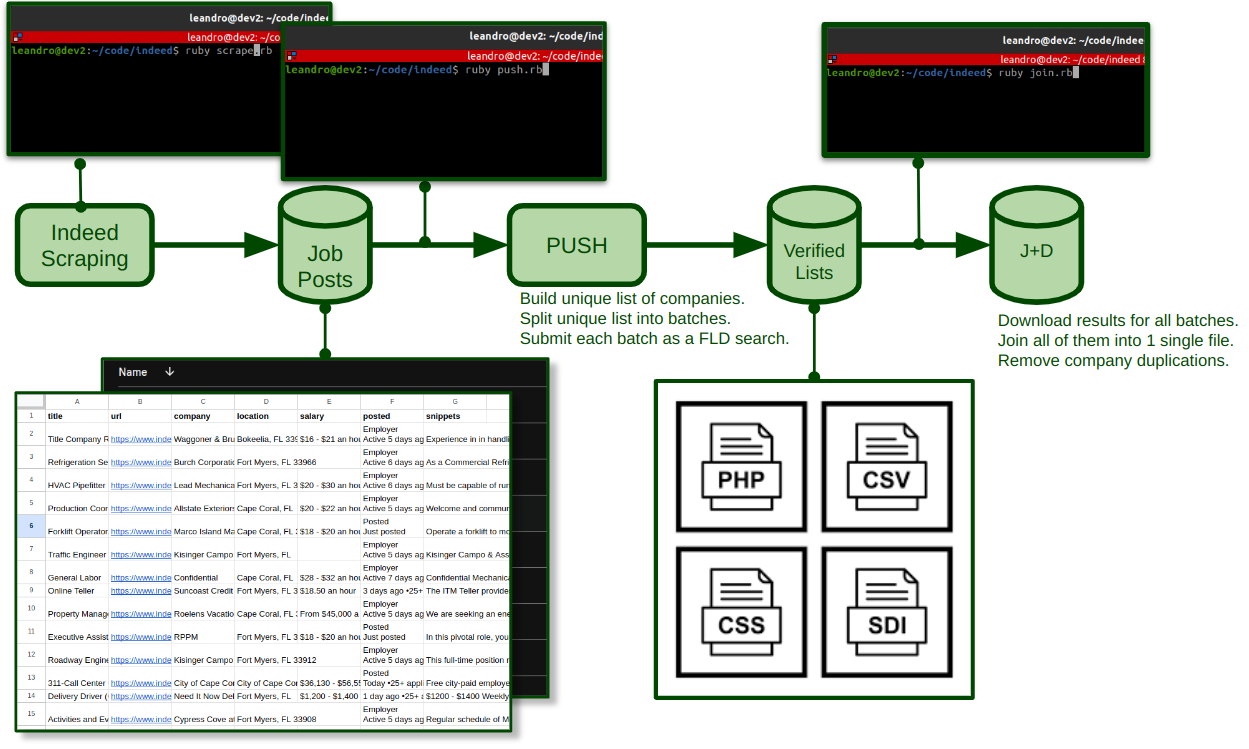 leandro@dev2: ~/code/indee
leandro@dev2: ~/co
leandro@dev2:~/code/indeed$ ruby scrape.rb
leandro@dev2: ~/code/ind
leandro@dev2: ~/code/indee
leandro@dev2:~/code/indeed$ ruby push.rb
leandro@dev2: ~/code/indee
leandro@dev2: ~/code/indeed 8
leandro@dev2:~/code/indeed$ ruby join.rb
Indeed
Scraping
Job
Posts
PUSH
Verified
Lists
J+D
Build unique list of companies.
Split unique list into batches.
Submit each batch as a FLD search.
Download results for all batches.
Join all of them into 1 single file.
Remove company duplications.
Name ↓
A B C D E F G
1 title url company location salary posted snippets
2 Title Company R https://www.inde Waggoner & Bru Bokeelia, FL 339 $16 - $21 an hou Employer
Active 5 days ag Experience in in handli
3 Refrigeration Se https://www.inde Burch Corporatic Fort Myers, FL 33966 Employer
Active 6 days ag As a Commercial Refri
4 HVAC Pipefitter https://www.inde Lead Mechanica Fort Myers, FL 3 $20 - $30 an hou Employer
Active 6 days ag Must be capable of run
5 Production Coor https://www.inde Allstate Exteriors Cape Coral, FL $20 - $22 an hou Employer
Active 5 days ag Welcome and commun
6 Forklift Operator https://www.inde Marco Island Ma Cape Coral, FL $18 - $20 an hou Posted
Just posted Operate a forklift to mo
7 Traffic Engineer https://www.inde Kisinger Campo Fort Myers, FL Employer
Active 5 days ag Kisinger Campo & Ass
8 General Labor https://www.inde Confidential Cape Coral, FL $28 - $32 an hou Employer
Active 7 days ag Confidential Mechanica
9 Online Teller https://www.inde Suncoast Credit Fort Myers, FL 3 $18.50 an hour 3 days ago •25+ The ITM Teller provide
10 Property Manag https://www.inde Roelens Vacatio Cape Coral, FL From $45,000 a Employer
Active 5 days ag We are seeking an ene
11 Executive Assist https://www.inde RPPM Fort Myers, FL 3 $18 - $20 an hou Posted
Just posted In this pivotal role, you
12 Roadway Engine https://www.inde Kisinger Campo Fort Myers, FL 33912 Employer
Active 5 days ag This full-time position r
13 311-Call Center https://www.inde City of Cape Cor City of Cape Cor $36,130 - $56,55 Posted
Today •25+ appli Free city-paid employe
14 Delivery Driver ( https://www.inde Need It Now Del Fort Myers, FL $1,200 - $1,400 1 day ago •25+ a $1200 - $1400 Weekly
15 Activities and Ev https://www.inde Cypress Cove at Fort Myers, FL 33908 Employer
Active 5 days ag Regular schedule of M
PHP
CSV
CSS
SDI